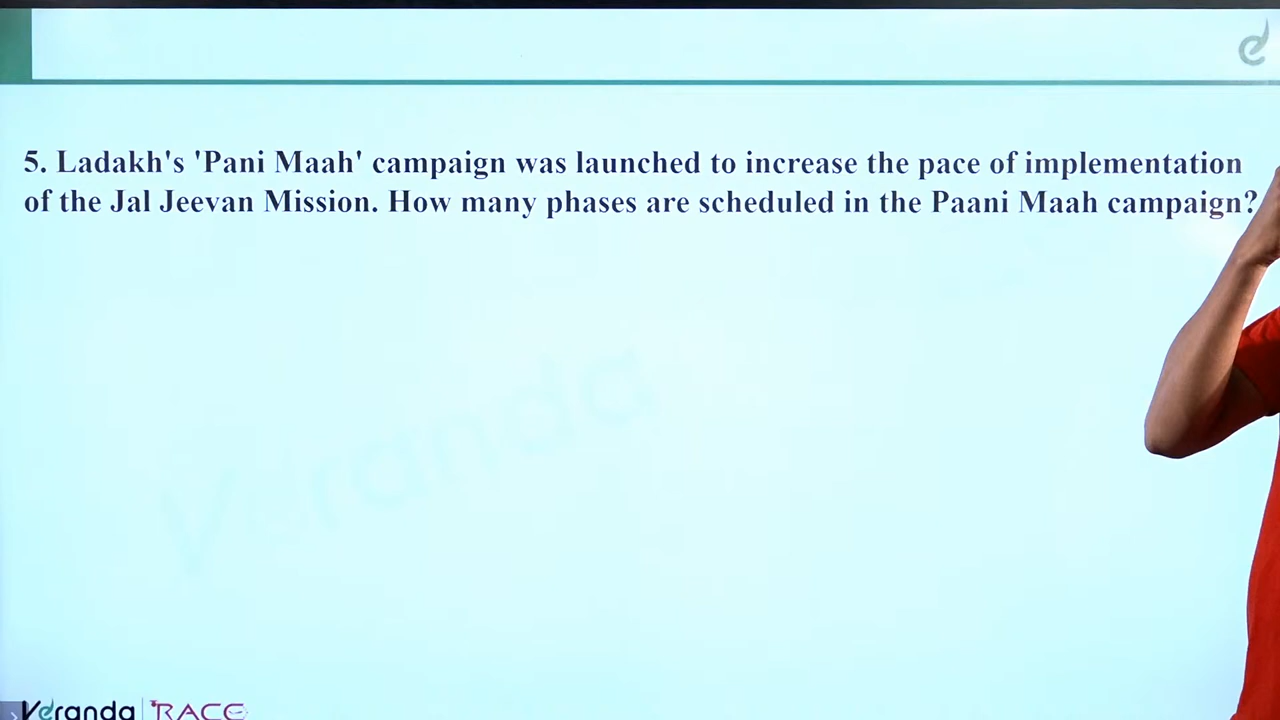 5. Ladakh's 'Pani Maah' campaign was launched to increase the pace of implementation
of the Jal Jeevan Mission. How many phases are scheduled in the Paani Maah campaign?
Veranda
Veranda RACE